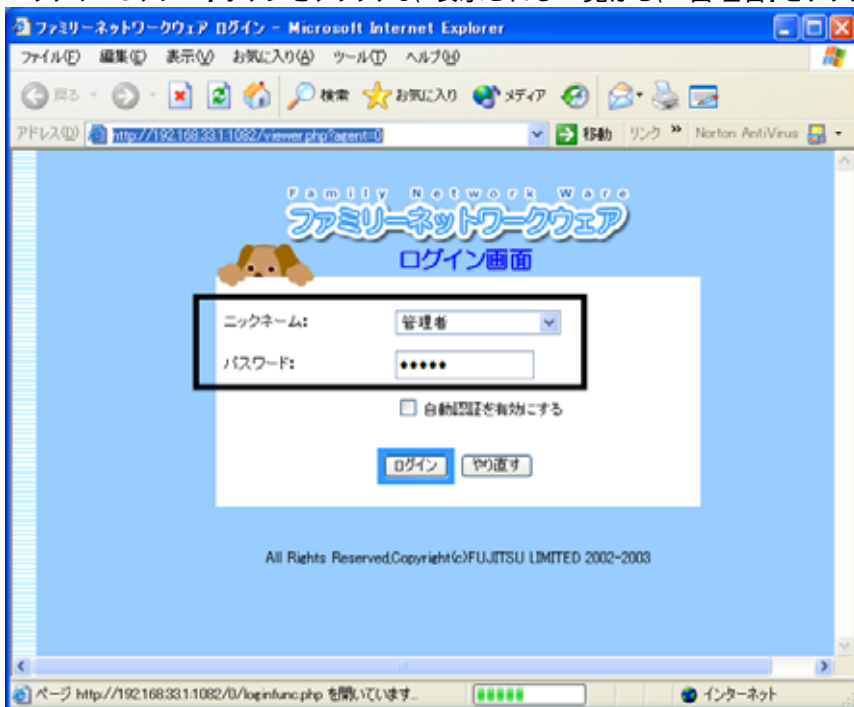 ファミリーネットワークウェア ログイン - Microsoft Internet Explorer
ファイル(F) 編集(E) 表示(V) お気に入り(A) ツール(T) ヘルプ(H)
戻る 検索 お気に入り メディア
アドレス(D) http://192.168.33.1:1082/viewer.php?agent=0 移動 リンク » Norton AntiVirus
Family Network Ware
ファミリーネットワークウェア
ログイン画面
ニックネーム: 管理者
パスワード: •••••
自動認証を有効にする
ログイン やり直す
All Rights Reserved,Copyright(c)FUJITSU LIMITED 2002-2003
ページ http://192.168.33.1:1082/0/loginfunc.php を開いています... インターネット